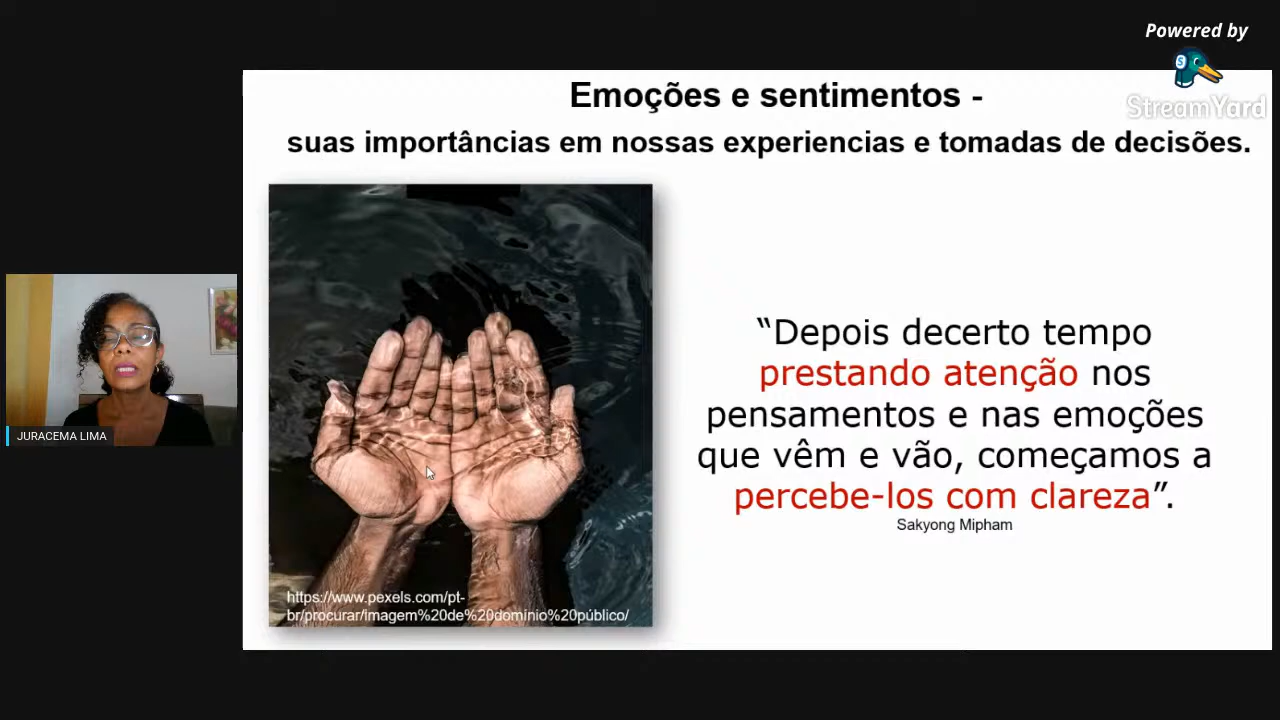 Powered by
StreamYard
Emoções e sentimentos -
suas importâncias em nossas experiencias e tomadas de decisões.
“Depois decerto tempo
prestando atenção nos
pensamentos e nas emoções
que vêm e vão, começamos a
percebe-los com clareza”.
Sakyong Mipham
https://www.pexels.com/pt-
br/procurar/imagem%20de%20dominio%20público/
JURACEMA LIMA